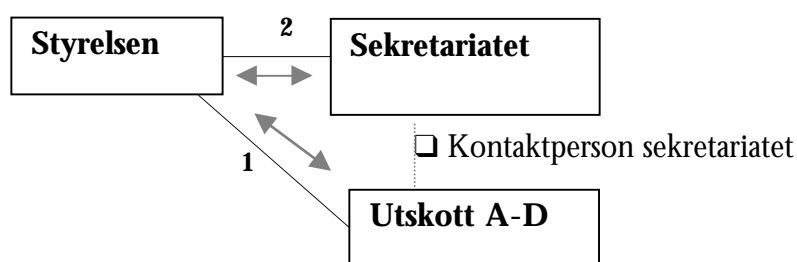 Styrelsen
2
Sekretariatet
1
❑ Kontaktperson sekretariatet
Utskott A-D